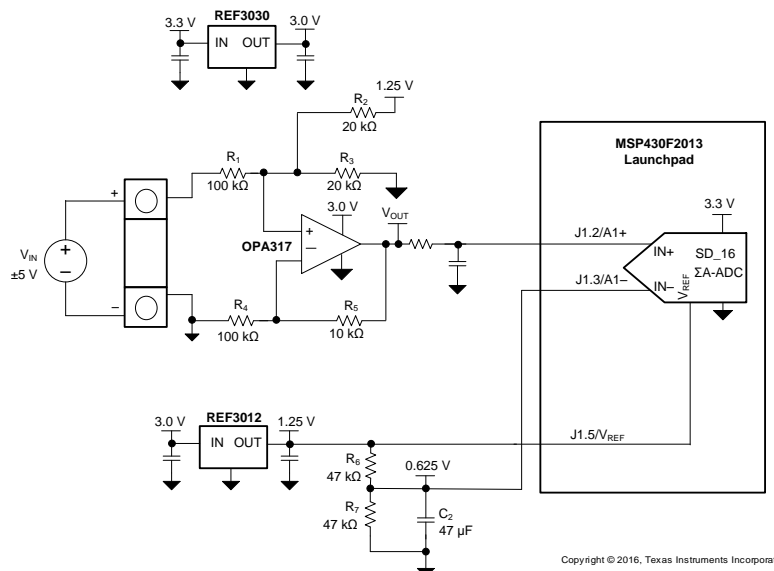 REF3030
3.3 V
3.0 V
IN OUT
1.25 V
R2
20 kΩ
R1
100 kΩ
R3
20 kΩ
MSP430F2013
Launchpad
3.3 V
+
3.0 V
VOUT
OPA317
+
−
J1.2/A1+
IN+
SD_16
ΣA-ADC
VIN
±5 V
+
−
J1.3/A1−
IN−
VREF
−
R4
100 kΩ
R5
10 kΩ
REF3012
3.0 V
1.25 V
IN OUT
J1.5/VREF
R6
47 kΩ
0.625 V
R7
47 kΩ
C2
47 µF
Copyright © 2016, Texas Instruments Incorporat